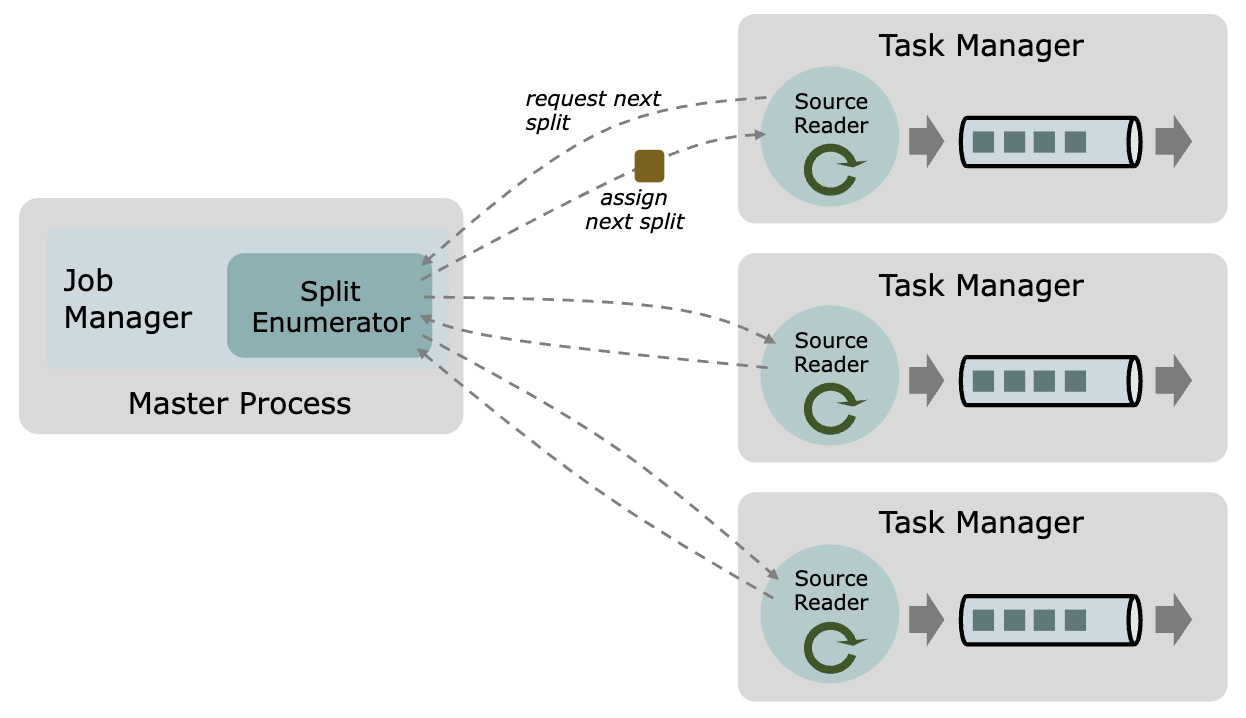 Task Manager
request next
split
Source
Reader
assign
next split
Job
Manager
Split
Enumerator
Master Process
Task Manager
Source
Reader
Task Manager
Source
Reader